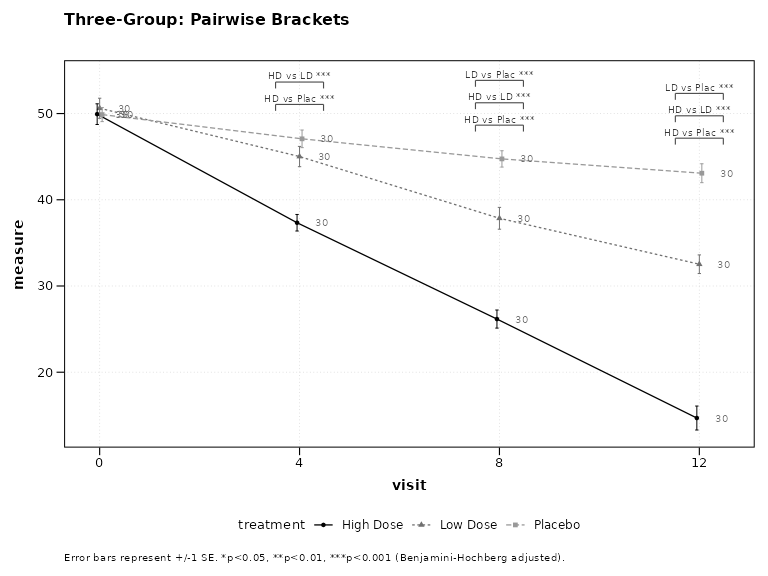 Three-Group: Pairwise Brackets
HD vs LD ***
HD vs Plac ***
LD vs Plac ***
HD vs LD ***
HD vs Plac ***
LD vs Plac ***
HD vs LD ***
HD vs Plac ***
50
40
30
20
measure
30
30
30
30
30
30
30
30
30
30
0
4
8
12
visit
treatment High Dose Low Dose Placebo
Error bars represent +/-1 SE. *p<0.05, **p<0.01, ***p<0.001 (Benjamini-Hochberg adjusted).